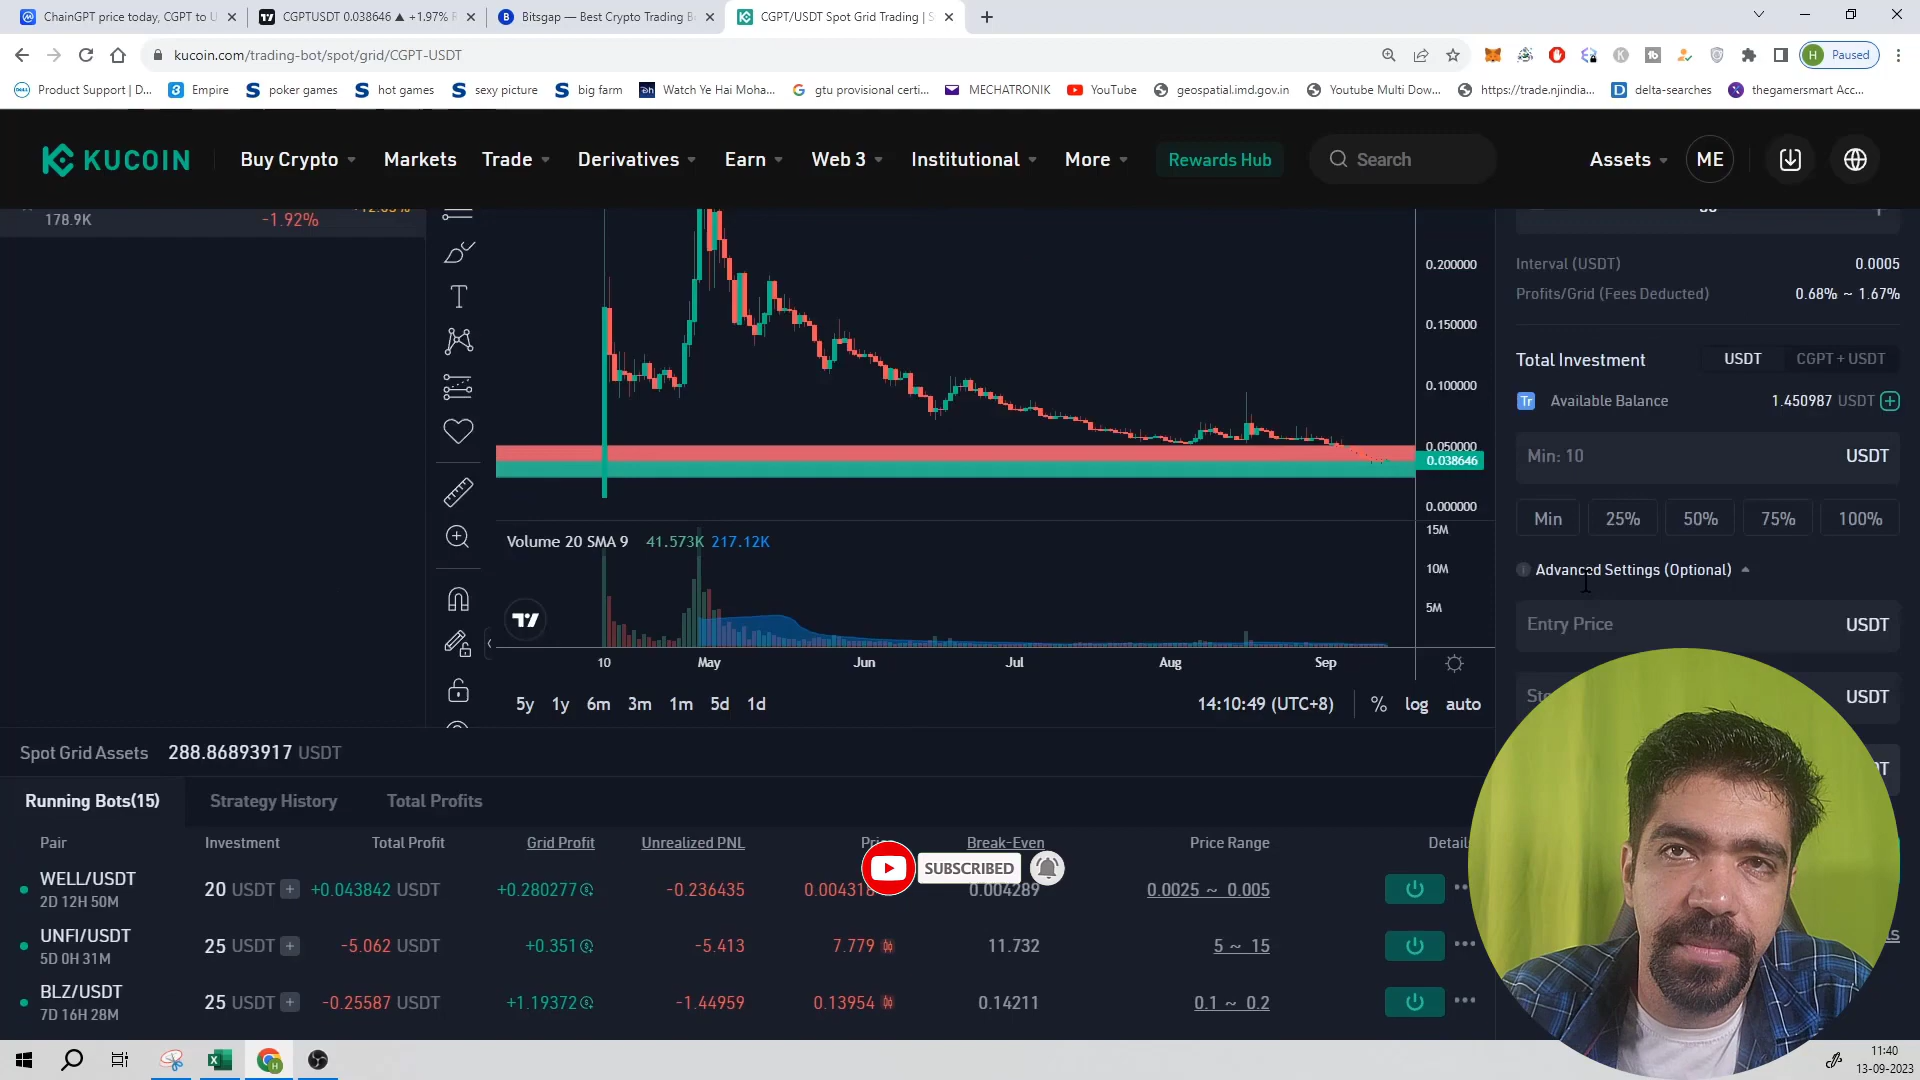 ChainGPT price today, CGPT to U
CGPTUSDT 0.038646 ▲ +1.97%
Bitsgap — Best Crypto Trading B
CGPT/USDT Spot Grid Trading | S
kucoin.com/trading-bot/spot/grid/CGPT-USDT
H Paused
Product Support | D...
Empire
poker games
hot games
sexy picture
big farm
Watch Ye Hai Moha...
gtu provisional certi...
MECHATRONIK
YouTube
geospatial.imd.gov.in
Youtube Multi Dow...
https://trade.njindia...
delta-searches
thegamersmart Acc...
KUCOIN
Buy Crypto
Markets
Trade
Derivatives
Earn
Web 3
Institutional
More
Rewards Hub
Search
Assets
ME
178.9K
-1.92%
0.200000
0.150000
0.100000
0.050000
0.038646
0.000000
Volume 20 SMA 9 41.573K 217.12K
15M
10M
5M
10 May Jun Jul Aug Sep
5y 1y 6m 3m 1m 5d 1d
14:10:49 (UTC+8) % log auto
Interval (USDT) 0.0005
Profits/Grid (Fees Deducted) 0.68% ~ 1.67%
Total Investment USDT CGPT + USDT
Tr Available Balance 1.450987 USDT
Min: 10 USDT
Min 25% 50% 75% 100%
Advanced Settings (Optional)
Entry Price USDT
USDT
Spot Grid Assets 288.86893917 USDT
Running Bots(15) Strategy History Total Profits
Pair Investment Total Profit Grid Profit Unrealized PNL Break-Even Price Range
WELL/USDT 20 USDT + +0.043842 USDT +0.280277 -0.236435 0.004289 0.0025 ~ 0.005
2D 12H 50M
UNFI/USDT 25 USDT + -5.062 USDT +0.351 -5.413 7.779 11.732 5 ~ 15
5D 0H 31M
BLZ/USDT 25 USDT + -0.25587 USDT +1.19372 -1.44959 0.13954 0.14211 0.1 ~ 0.2
7D 16H 28M
SUBSCRIBED
11:40
13-09-2023